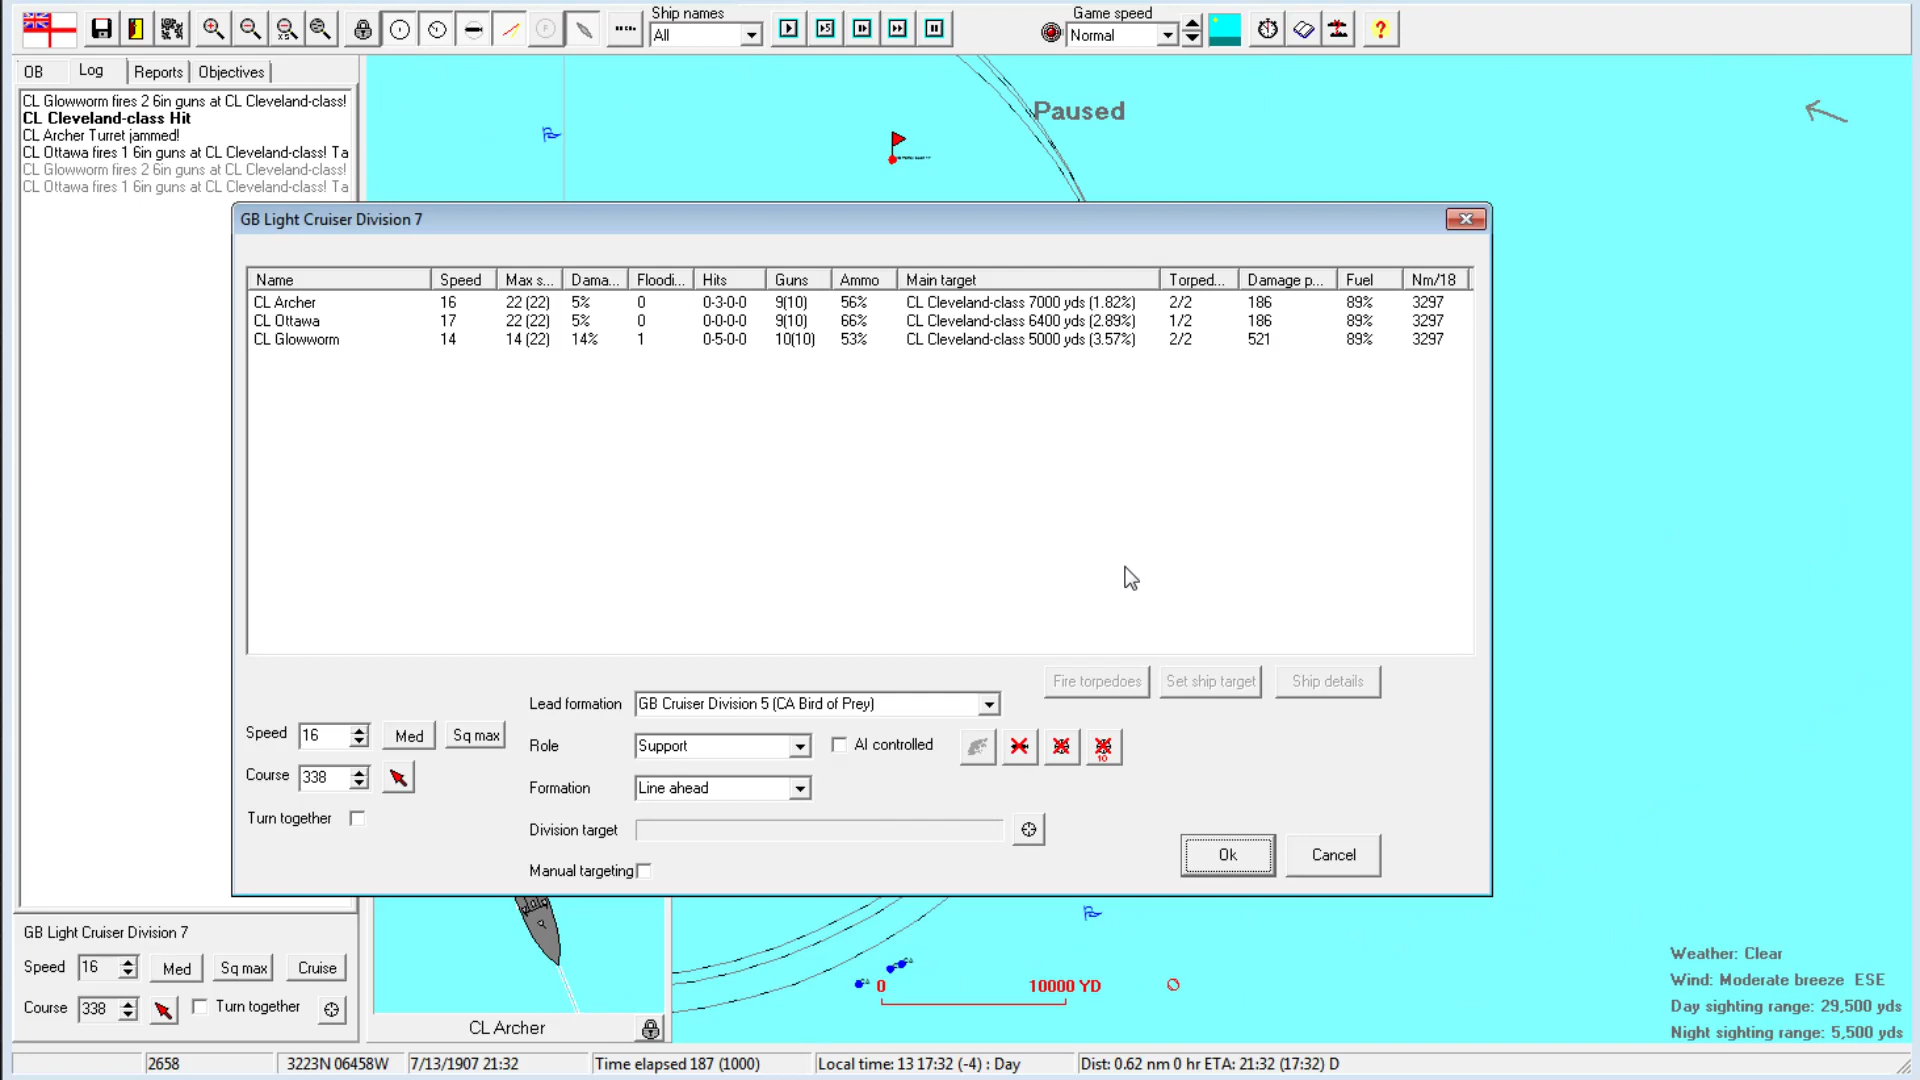 Ship names
All
Game speed
Normal
OB Log Reports Objectives
CL Glowworm fires 2 6in guns at CL Cleveland-class!
CL Cleveland-class Hit
CL Archer Turret jammed!
CL Ottawa fires 1 6in guns at CL Cleveland-class! Ta
CL Glowworm fires 2 6in guns at CL Cleveland-class!
CL Ottawa fires 1 6in guns at CL Cleveland-class! Ta
Paused
GB Light Cruiser Division 7
Name Speed Max s... Dama... Floodi... Hits Guns Ammo Main target Torped... Damage p... Fuel Nm/18
CL Archer 16 22 (22) 5% 0 0-3-0-0 9(10) 56% CL Cleveland-class 7000 yds (1.82%) 2/2 186 89% 3297
CL Ottawa 17 22 (22) 5% 0 0-0-0-0 9(10) 66% CL Cleveland-class 6400 yds (2.89%) 1/2 186 89% 3297
CL Glowworm 14 14 (22) 14% 1 0-5-0-0 10(10) 53% CL Cleveland-class 5000 yds (3.57%) 2/2 521 89% 3297
Fire torpedoes Set ship target Ship details
Lead formation GB Cruiser Division 5 (CA Bird of Prey)
Speed 16 Med Sq max
Role Support AI controlled
10
Course 338
Formation Line ahead
Turn together
Division target
Manual targeting
Ok Cancel
GB Light Cruiser Division 7
Speed 16 Med Sq max Cruise
Course 338 Turn together
CL Archer
0 10000 YD
Weather: Clear
Wind: Moderate breeze ESE
Day sighting range: 29,500 yds
Night sighting range: 5,500 yds
2658 3223N 06458W 7/13/1907 21:32 Time elapsed 187 (1000) Local time: 13 17:32 (-4) : Day Dist: 0.62 nm 0 hr ETA: 21:32 (17:32) D